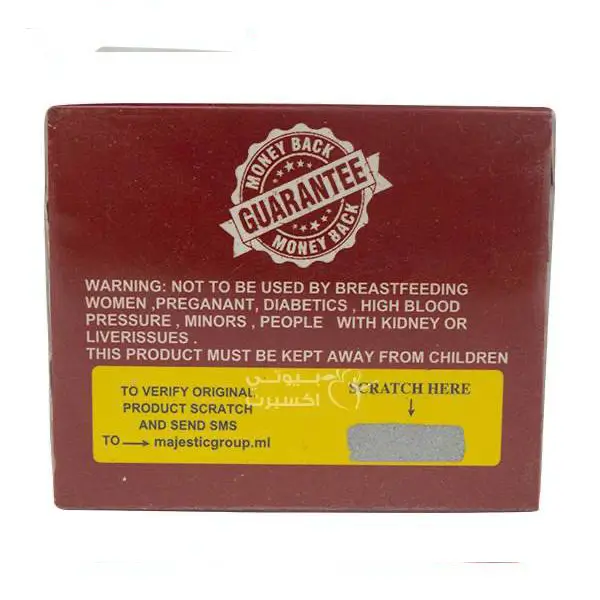 MONEY BACK
GUARANTEE
MONEY BACK
WARNING: NOT TO BE USED BY BREASTFEEDING
WOMEN ,PREGANANT, DIABETICS , HIGH BLOOD
PRESSURE , MINORS , PEOPLE WITH KIDNEY OR
LIVERISSUES .
THIS PRODUCT MUST BE KEPT AWAY FROM CHILDREN
TO VERIFY ORIGINAL
PRODUCT SCRATCH
AND SEND SMS
TO → majesticgroup.ml
بيوتي
اكسبرت
SCRATCH HERE
↓